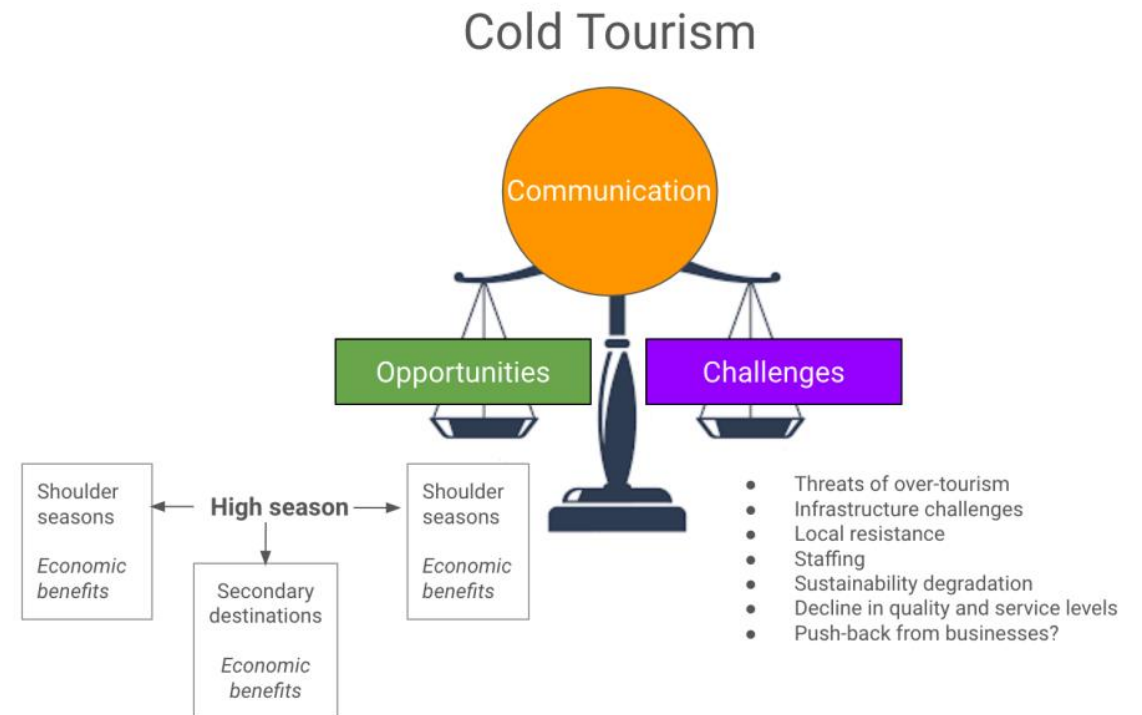 Cold Tourism
Communication
Opportunities
Challenges
Shoulder
seasons
Economic
benefits
High season
Secondary
destinations
Economic
benefits
Shoulder
seasons
Economic
benefits
● Threats of over-tourism
● Infrastructure challenges
● Local resistance
● Staffing
● Sustainability degradation
● Decline in quality and service levels
● Push-back from businesses?